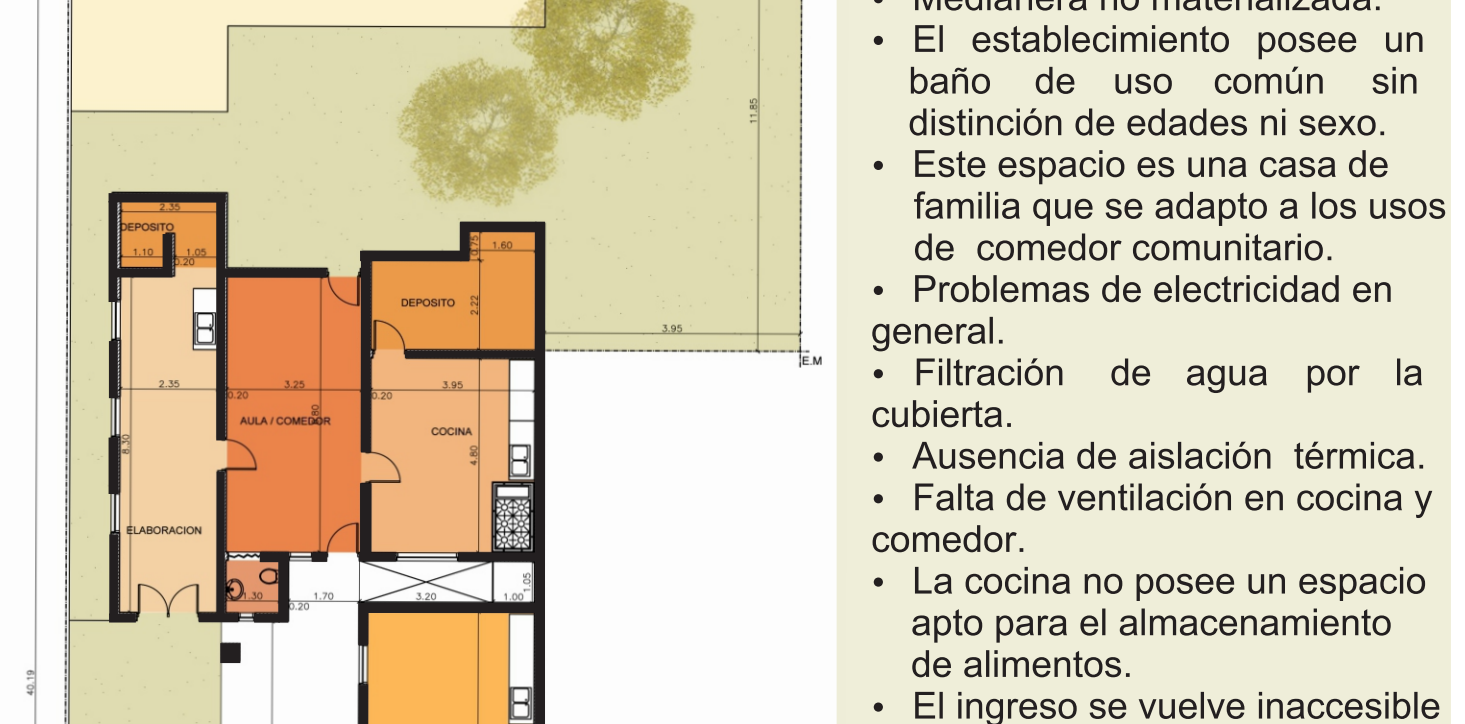 11.85
2.35
DEPOSITO
1.10
1.05
0.20
0.75
1.60
DEPOSITO
2.22
3.95
E.M
2.35
3.25
3.95
0.20
0.20
AULA / COMEDOR
COCINA
8.30
4.80
ELABORACION
1.30
1.70
0.20
3.20
1.00
1.05
40.19
• Medianera no materializada.
• El establecimiento posee un
baño de uso común sin
distinción de edades ni sexo.
• Este espacio es una casa de
familia que se adapto a los usos
de comedor comunitario.
• Problemas de electricidad en
general.
• Filtración de agua por la
cubierta.
• Ausencia de aislación térmica.
• Falta de ventilación en cocina y
comedor.
• La cocina no posee un espacio
apto para el almacenamiento
de alimentos.
• El ingreso se vuelve inaccesible